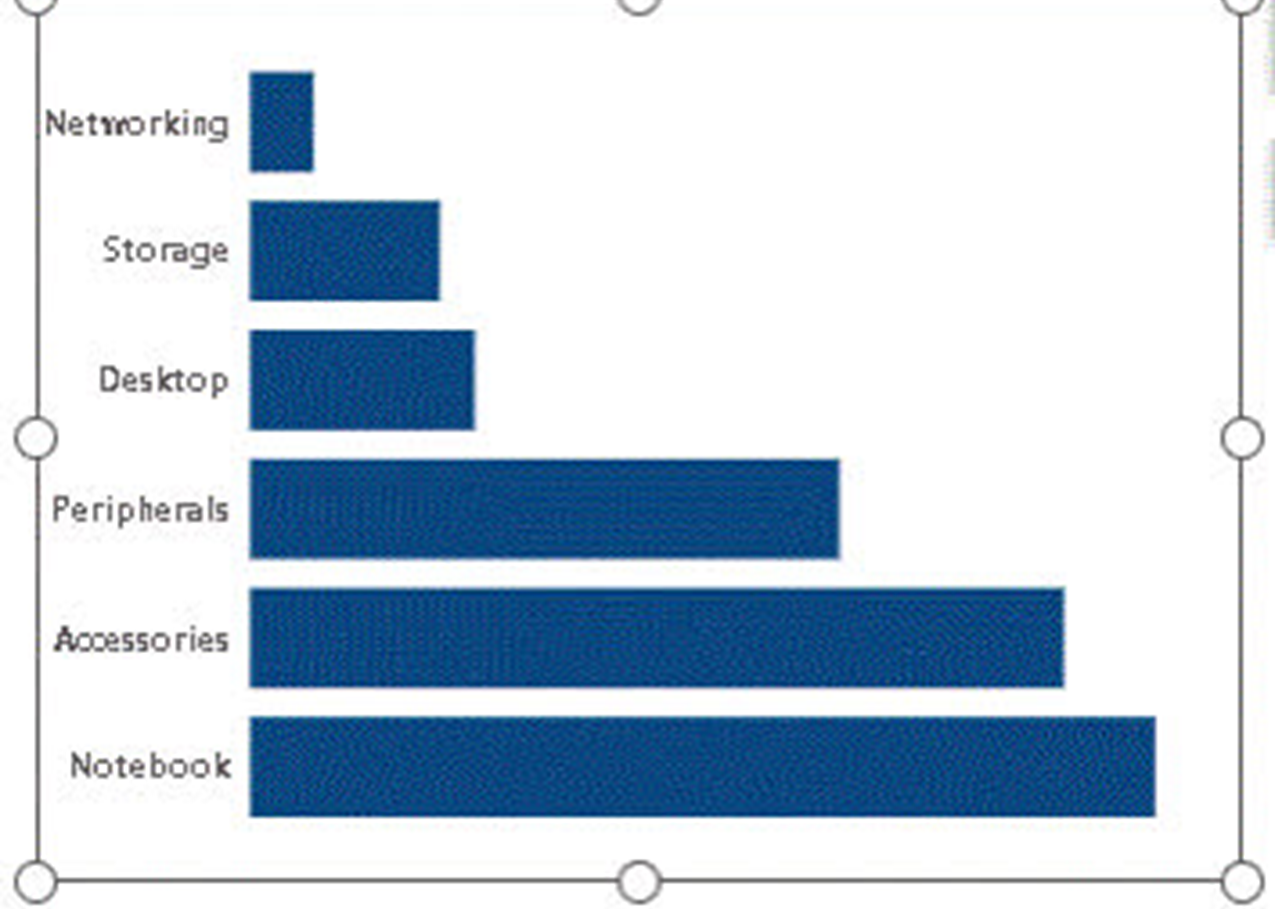 Networking
Storage
Desktop
Peripherals
Accessories
Notebook